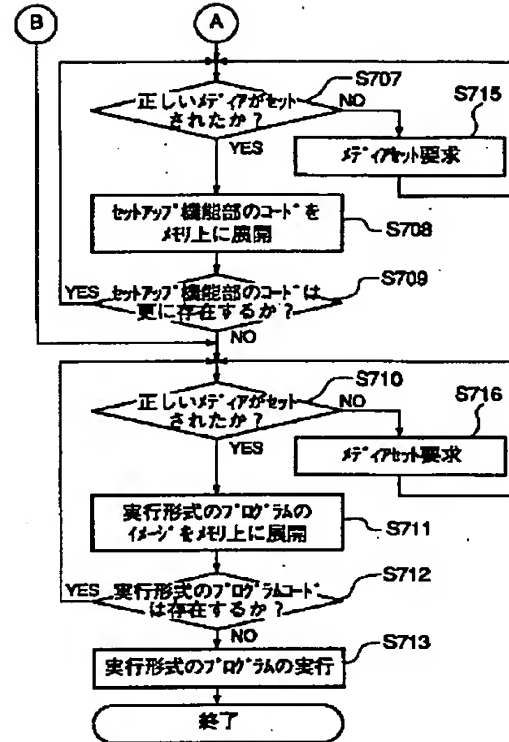 B
A
正しいメディアがセット
されたか?
S707
NO
YES
S715
メディアセット要求
セットアップ機能部のコードを
メモリ上に展開
S708
YES
セットアップ機能部のコードは
更に存在するか?
S709
NO
正しいメディアがセット
されたか?
S710
NO
YES
S716
メディアセット要求
実行形式のプログラムの
イメージをメモリ上に展開
S711
YES
実行形式のプログラムコード
は存在するか?
S712
NO
実行形式のプログラムの実行
S713
終了